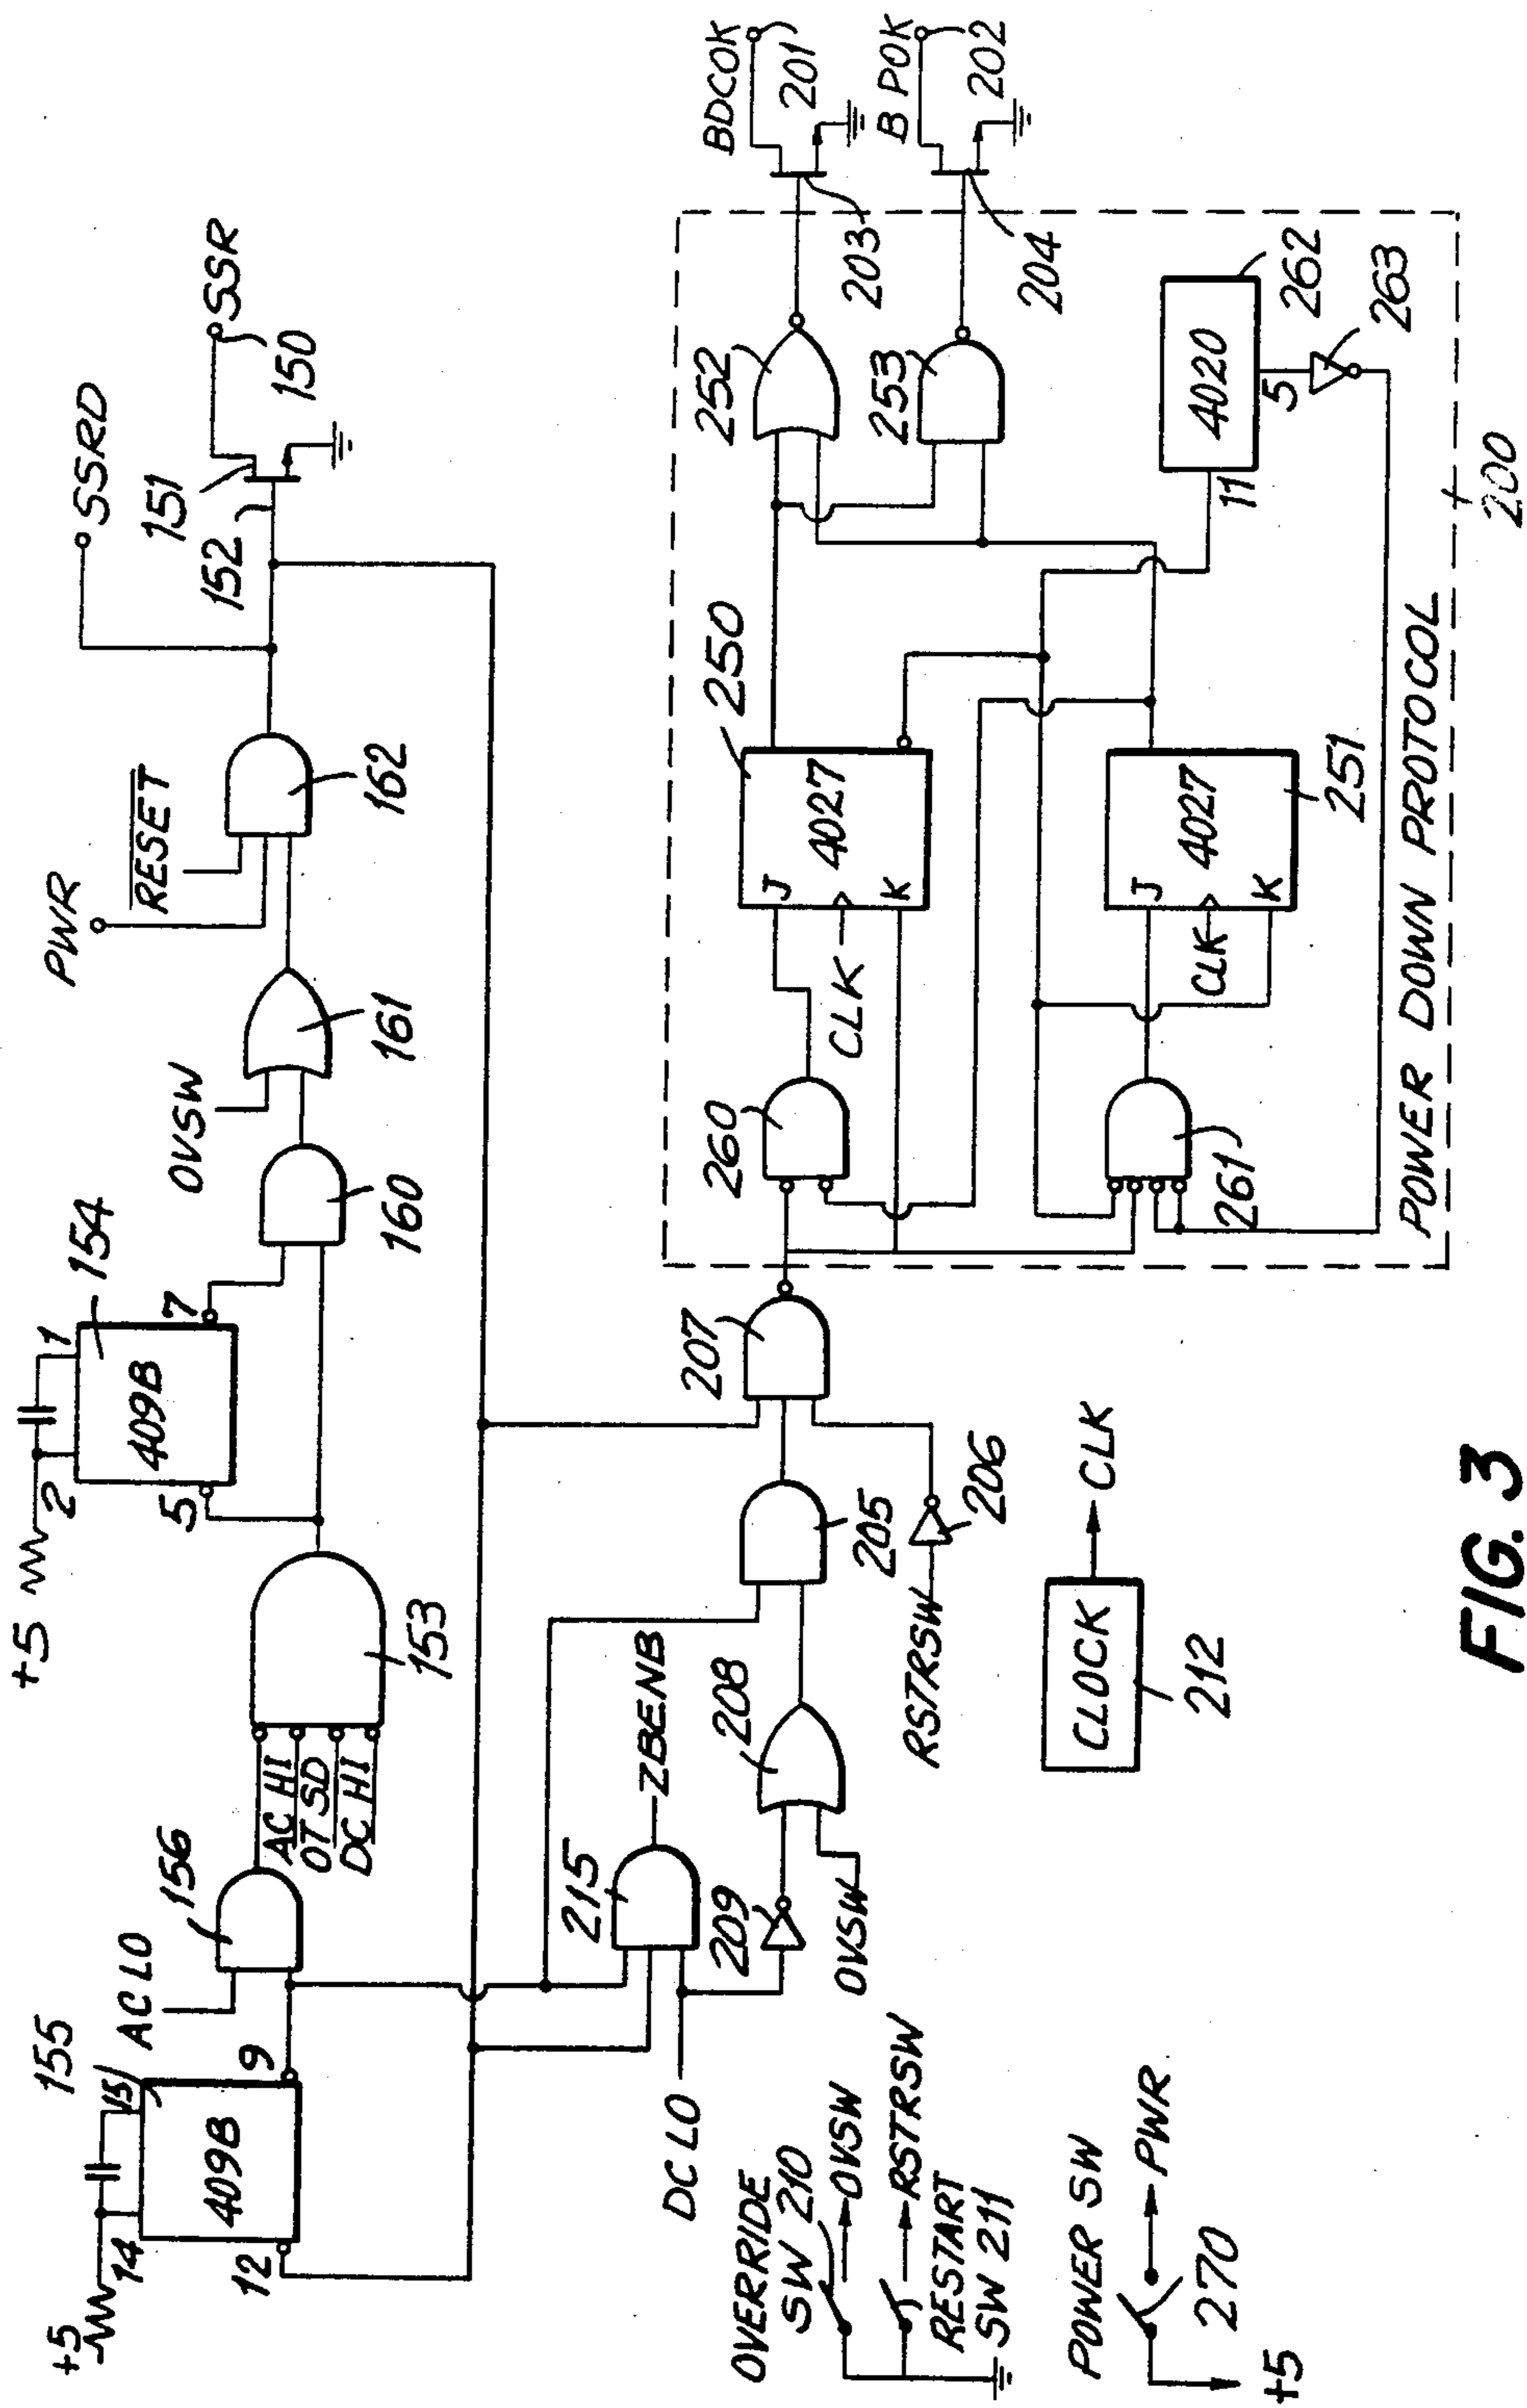 +5
2
1
154
409B
5
7
+5
14
15
155
409B
12
9
AC LO
156
AC HI
OT SD
DC HI
153
160
OVSW
161
PWR
RESET
162
SSRD
152
151
SSR
150
DC LO
215
ZBENB
209
OVSW
208
205
RSTRSW
206
207
OVERRIDE
SW 210
OVSW
RSTRSW
RESTART
SW 211
POWER SW
PWR
270
+5
CLOCK
212
CLK
260
J
CLK
K
4027
250
261
J
CLK
K
4027
251
252
253
11
4020
5
262
263
BDCOK
201
203
B POK
202
204
POWER DOWN PROTOCOL
200
FIG. 3